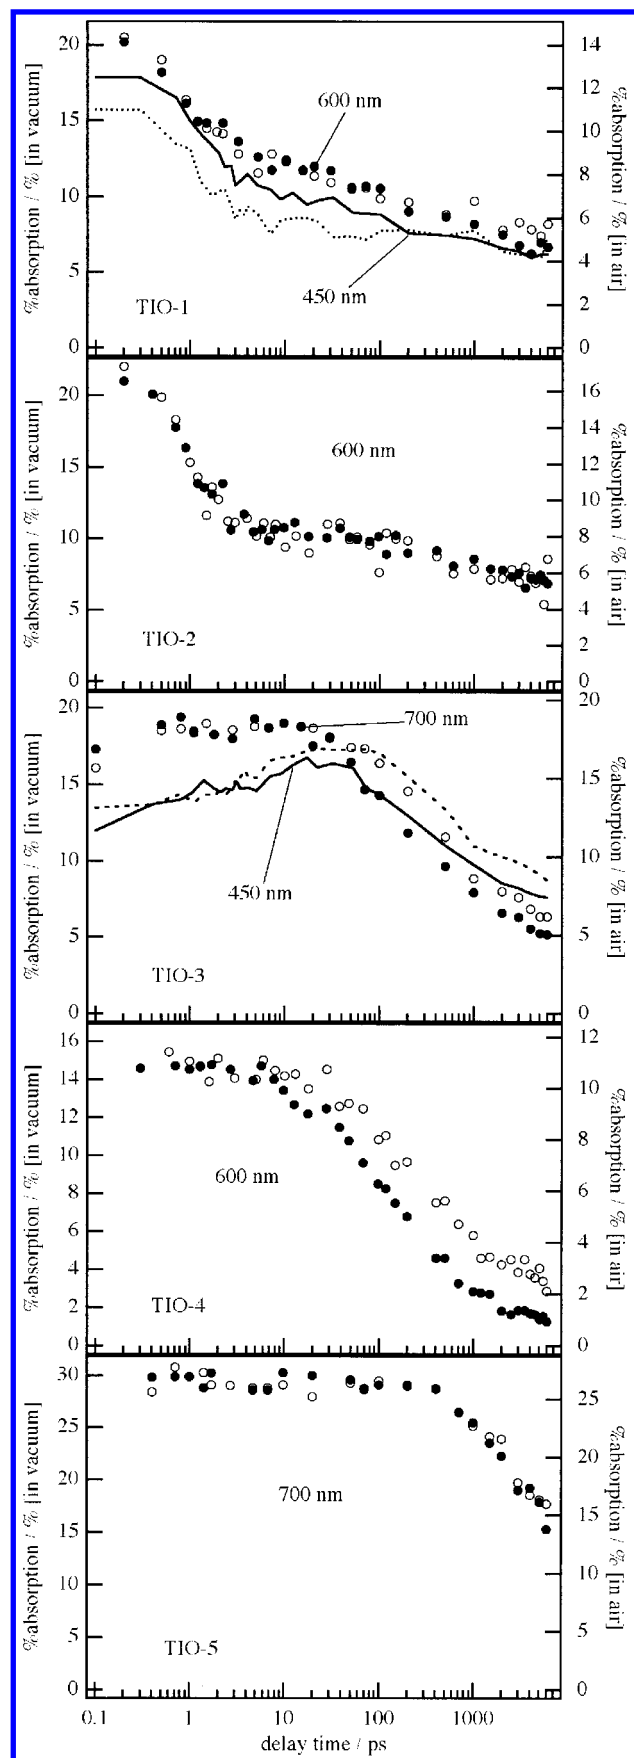 %absorption / % [in vacuum]
20
15
10
5
0
600 nm
450 nm
TIO-1
14
12
10
8
6
4
2
0
%absorption / % [in air]
%absorption / % [in vacuum]
20
15
10
5
0
600 nm
TIO-2
16
14
12
10
8
6
4
2
0
%absorption / % [in air]
%absorption / % [in vacuum]
20
15
10
5
0
700 nm
450 nm
TIO-3
20
15
10
5
0
%absorption / % [in air]
%absorption / % [in vacuum]
16
14
12
10
8
6
4
2
0
600 nm
TIO-4
12
10
8
6
4
2
0
%absorption / % [in air]
%absorption / % [in vacuum]
30
25
20
15
10
5
0
700 nm
TIO-5
25
20
15
10
5
0
%absorption / % [in air]
0.1 1 10 100 1000
delay time / ps